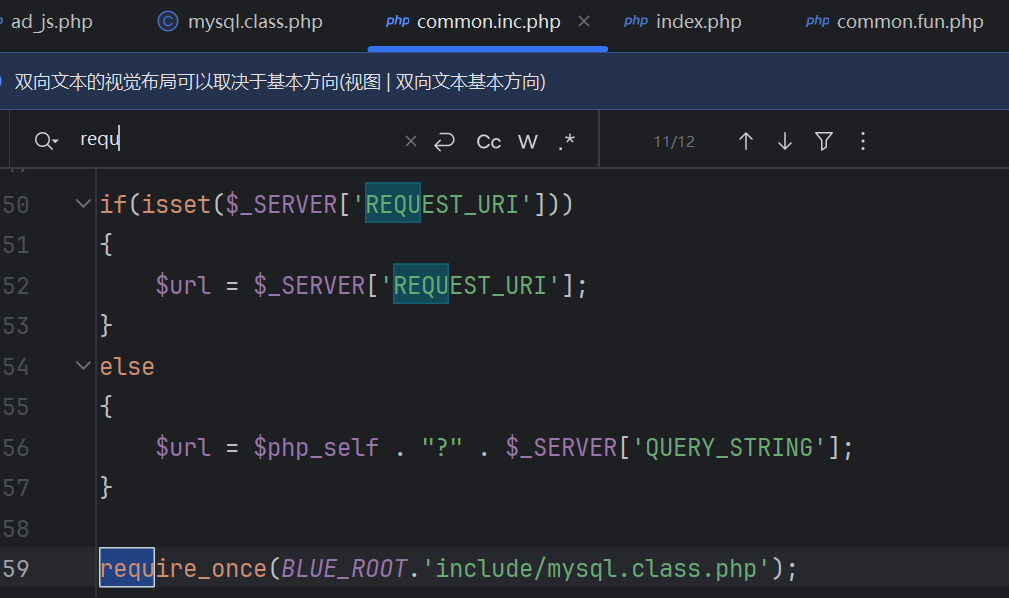 ad_js.php mysql.class.php php common.inc.php php index.php php common.fun.php
双向文本的视觉布局可以取决于基本方向(视图 | 双向文本基本方向)
requ Cc W .* 11/12
50 if(isset($_SERVER['REQUEST_URI']))
51 {
52 $url = $_SERVER['REQUEST_URI'];
53 }
54 else
55 {
56 $url = $php_self . "?" . $_SERVER['QUERY_STRING'];
57 }
58
59 require_once(BLUE_ROOT.'include/mysql.class.php');